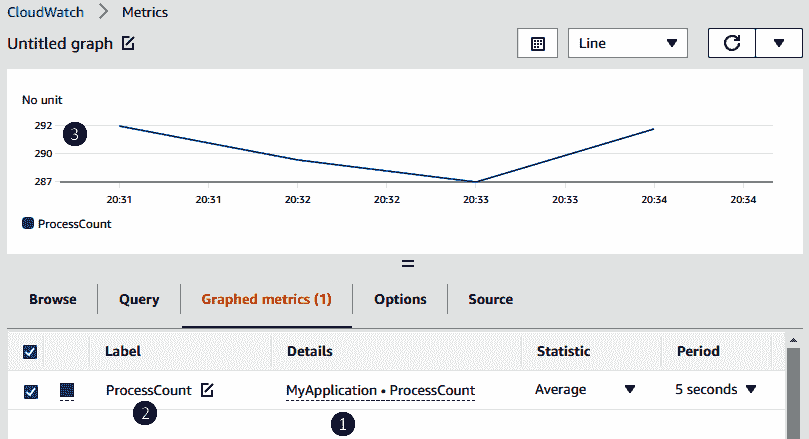 CloudWatch > Metrics
Untitled graph
Line
No unit
292
3
290
287
20:31 20:31 20:32 20:32 20:33 20:33 20:34 20:34
ProcessCount
Browse Query Graphed metrics (1) Options Source
Label Details Statistic Period
ProcessCount MyApplication • ProcessCount Average 5 seconds
2 1